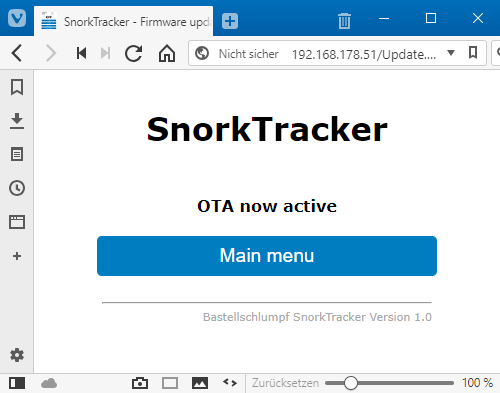 SnorkTracker - Firmware upda
Nicht sicher 192.168.178.51/Update....
SnorkTracker
OTA now active
Main menu
Bastellschlumpf SnorkTracker Version 1.0
Zurücksetzen 100 %